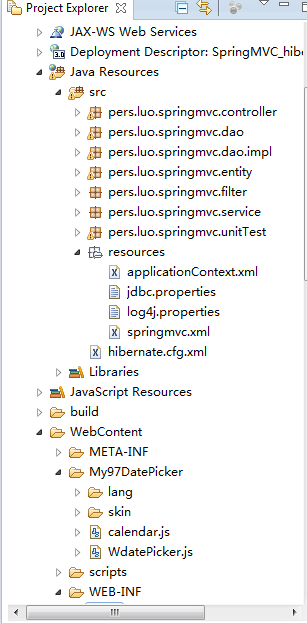 Project Explorer
JAX-WS Web Services
3.0 Deployment Descriptor: SpringMVC_hibe
Java Resources
src
pers.luo.springmvc.controller
pers.luo.springmvc.dao
pers.luo.springmvc.dao.impl
pers.luo.springmvc.entity
pers.luo.springmvc.filter
pers.luo.springmvc.service
pers.luo.springmvc.unitTest
resources
applicationContext.xml
jdbc.properties
log4j.properties
springmvc.xml
hibernate.cfg.xml
Libraries
JavaScript Resources
build
WebContent
META-INF
My97DatePicker
lang
skin
calendar.js
WdatePicker.js
scripts
WEB-INF